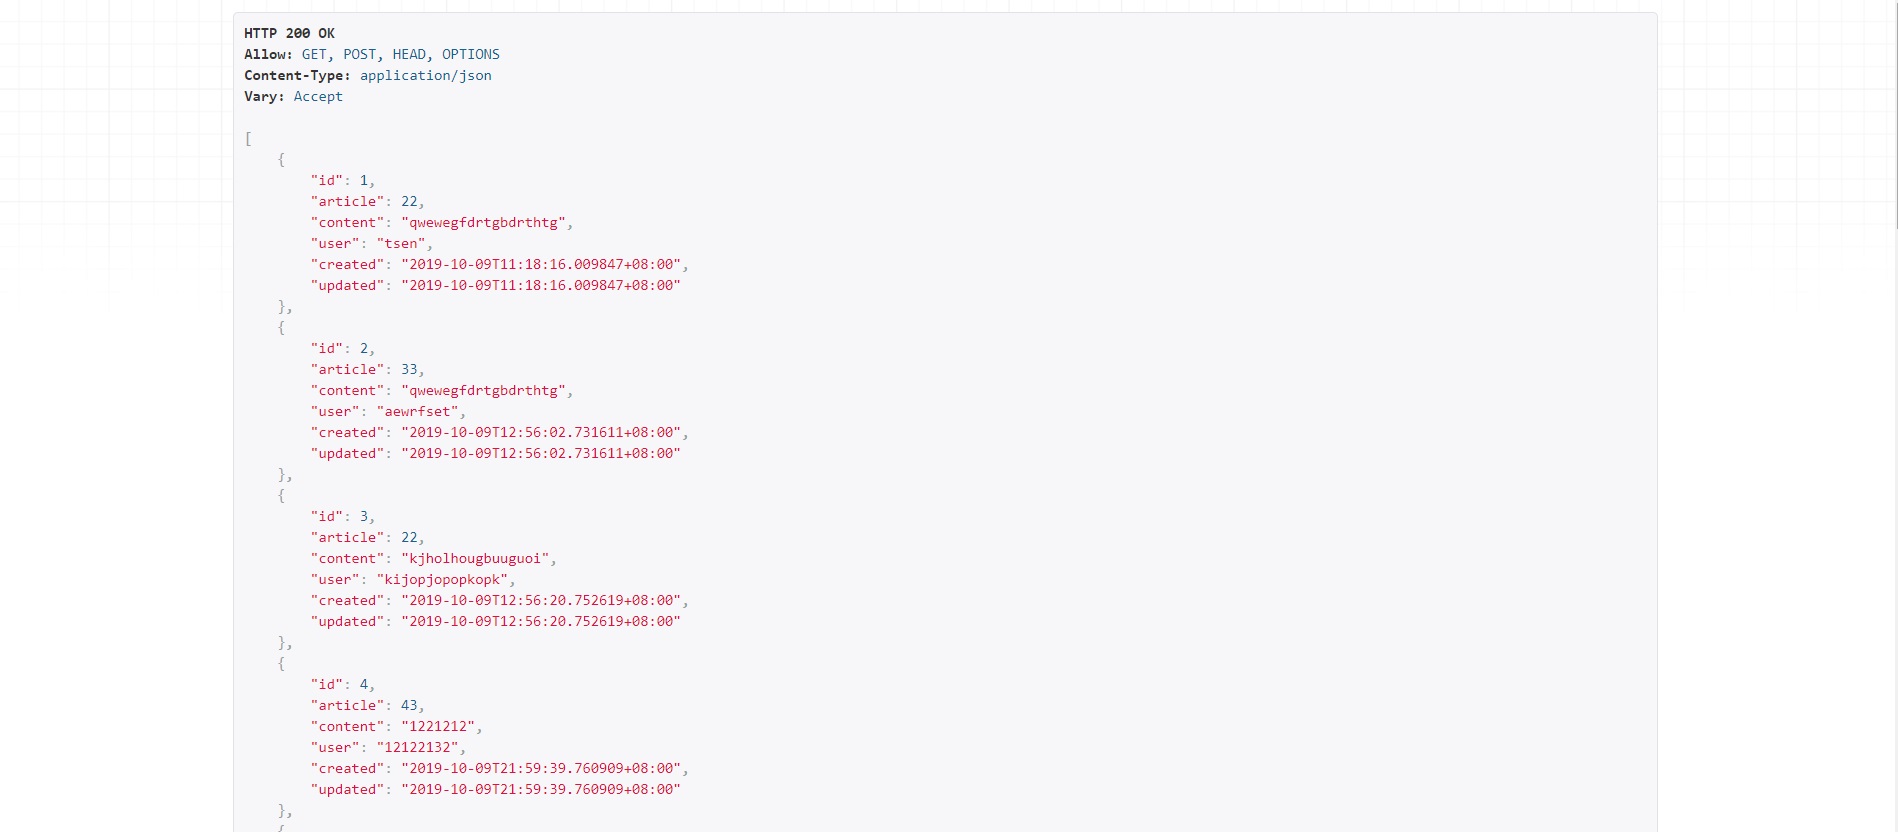 HTTP 200 OK
Allow: GET, POST, HEAD, OPTIONS
Content-Type: application/json
Vary: Accept
[
{
"id": 1,
"article": 22,
"content": "qwewegfdrtgbdrthtg",
"user": "tsen",
"created": "2019-10-09T11:18:16.009847+08:00",
"updated": "2019-10-09T11:18:16.009847+08:00"
},
{
"id": 2,
"article": 33,
"content": "qwewegfdrtgbdrthtg",
"user": "aewrfset",
"created": "2019-10-09T12:56:02.731611+08:00",
"updated": "2019-10-09T12:56:02.731611+08:00"
},
{
"id": 3,
"article": 22,
"content": "kjholhougbuuguoi",
"user": "kijopjopopkopk",
"created": "2019-10-09T12:56:20.752619+08:00",
"updated": "2019-10-09T12:56:20.752619+08:00"
},
{
"id": 4,
"article": 43,
"content": "1221212",
"user": "12122132",
"created": "2019-10-09T21:59:39.760909+08:00",
"updated": "2019-10-09T21:59:39.760909+08:00"
},
{